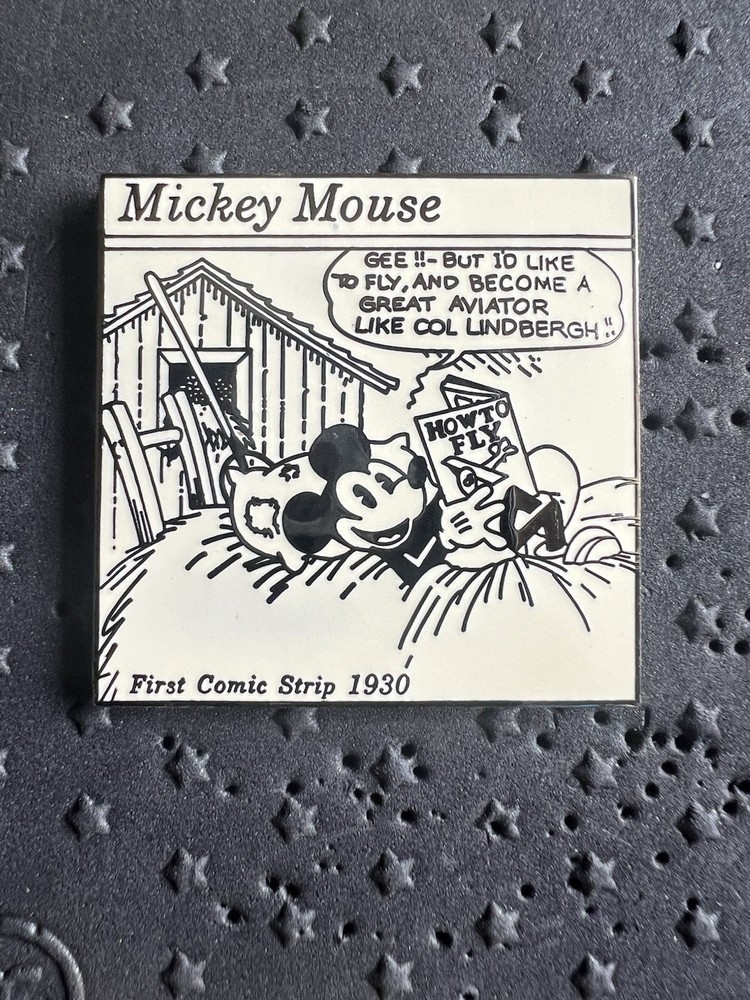 Mickey Mouse
GEE !!- BUT I'D LIKE
TO FLY, AND BECOME A
GREAT AVIATOR
LIKE COL LINDBERGH !!
HOW TO
FLY
First Comic Strip 1930